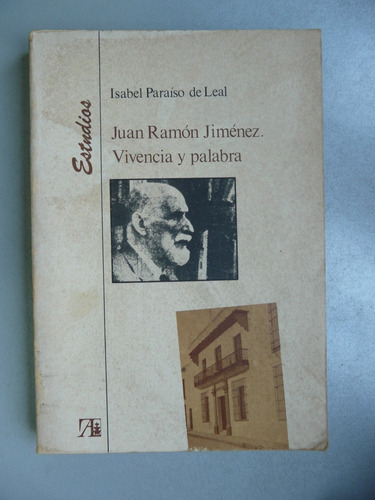 Isabel Paraíso de Leal
Juan Ramón Jiménez.
Vivencia y palabra
Estudios